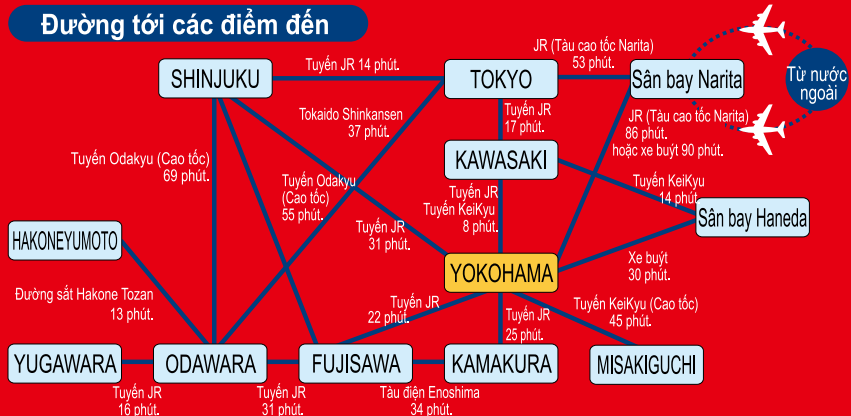 Đường tới các điểm đến
SHINJUKU
Tuyến JR 14 phút.
TOKYO
JR (Tàu cao tốc Narita)
53 phút.
Sân bay Narita
Từ nước
ngoài
Tokaido Shinkansen
37 phút.
Tuyến JR
17 phút.
JR (Tàu cao tốc Narita)
86 phút.
hoặc xe buýt 90 phút.
Tuyến Odakyu (Cao tốc)
69 phút.
KAWASAKI
Tuyến Odakyu
(Cao tốc)
55 phút.
Tuyến JR
Tuyến KeiKyu
8 phút.
Tuyến KeiKyu
14 phút.
Sân bay Haneda
HAKONEYUMOTO
Tuyến JR
31 phút.
YOKOHAMA
Xe buýt
30 phút.
Đường sắt Hakone Tozan
13 phút.
Tuyến JR
22 phút.
Tuyến JR
25 phút.
Tuyến KeiKyu (Cao tốc)
45 phút.
YUGAWARA
ODAWARA
FUJISAWA
KAMAKURA
MISAKIGUCHI
Tuyến JR
16 phút.
Tuyến JR
31 phút.
Tàu điện Enoshima
34 phút.